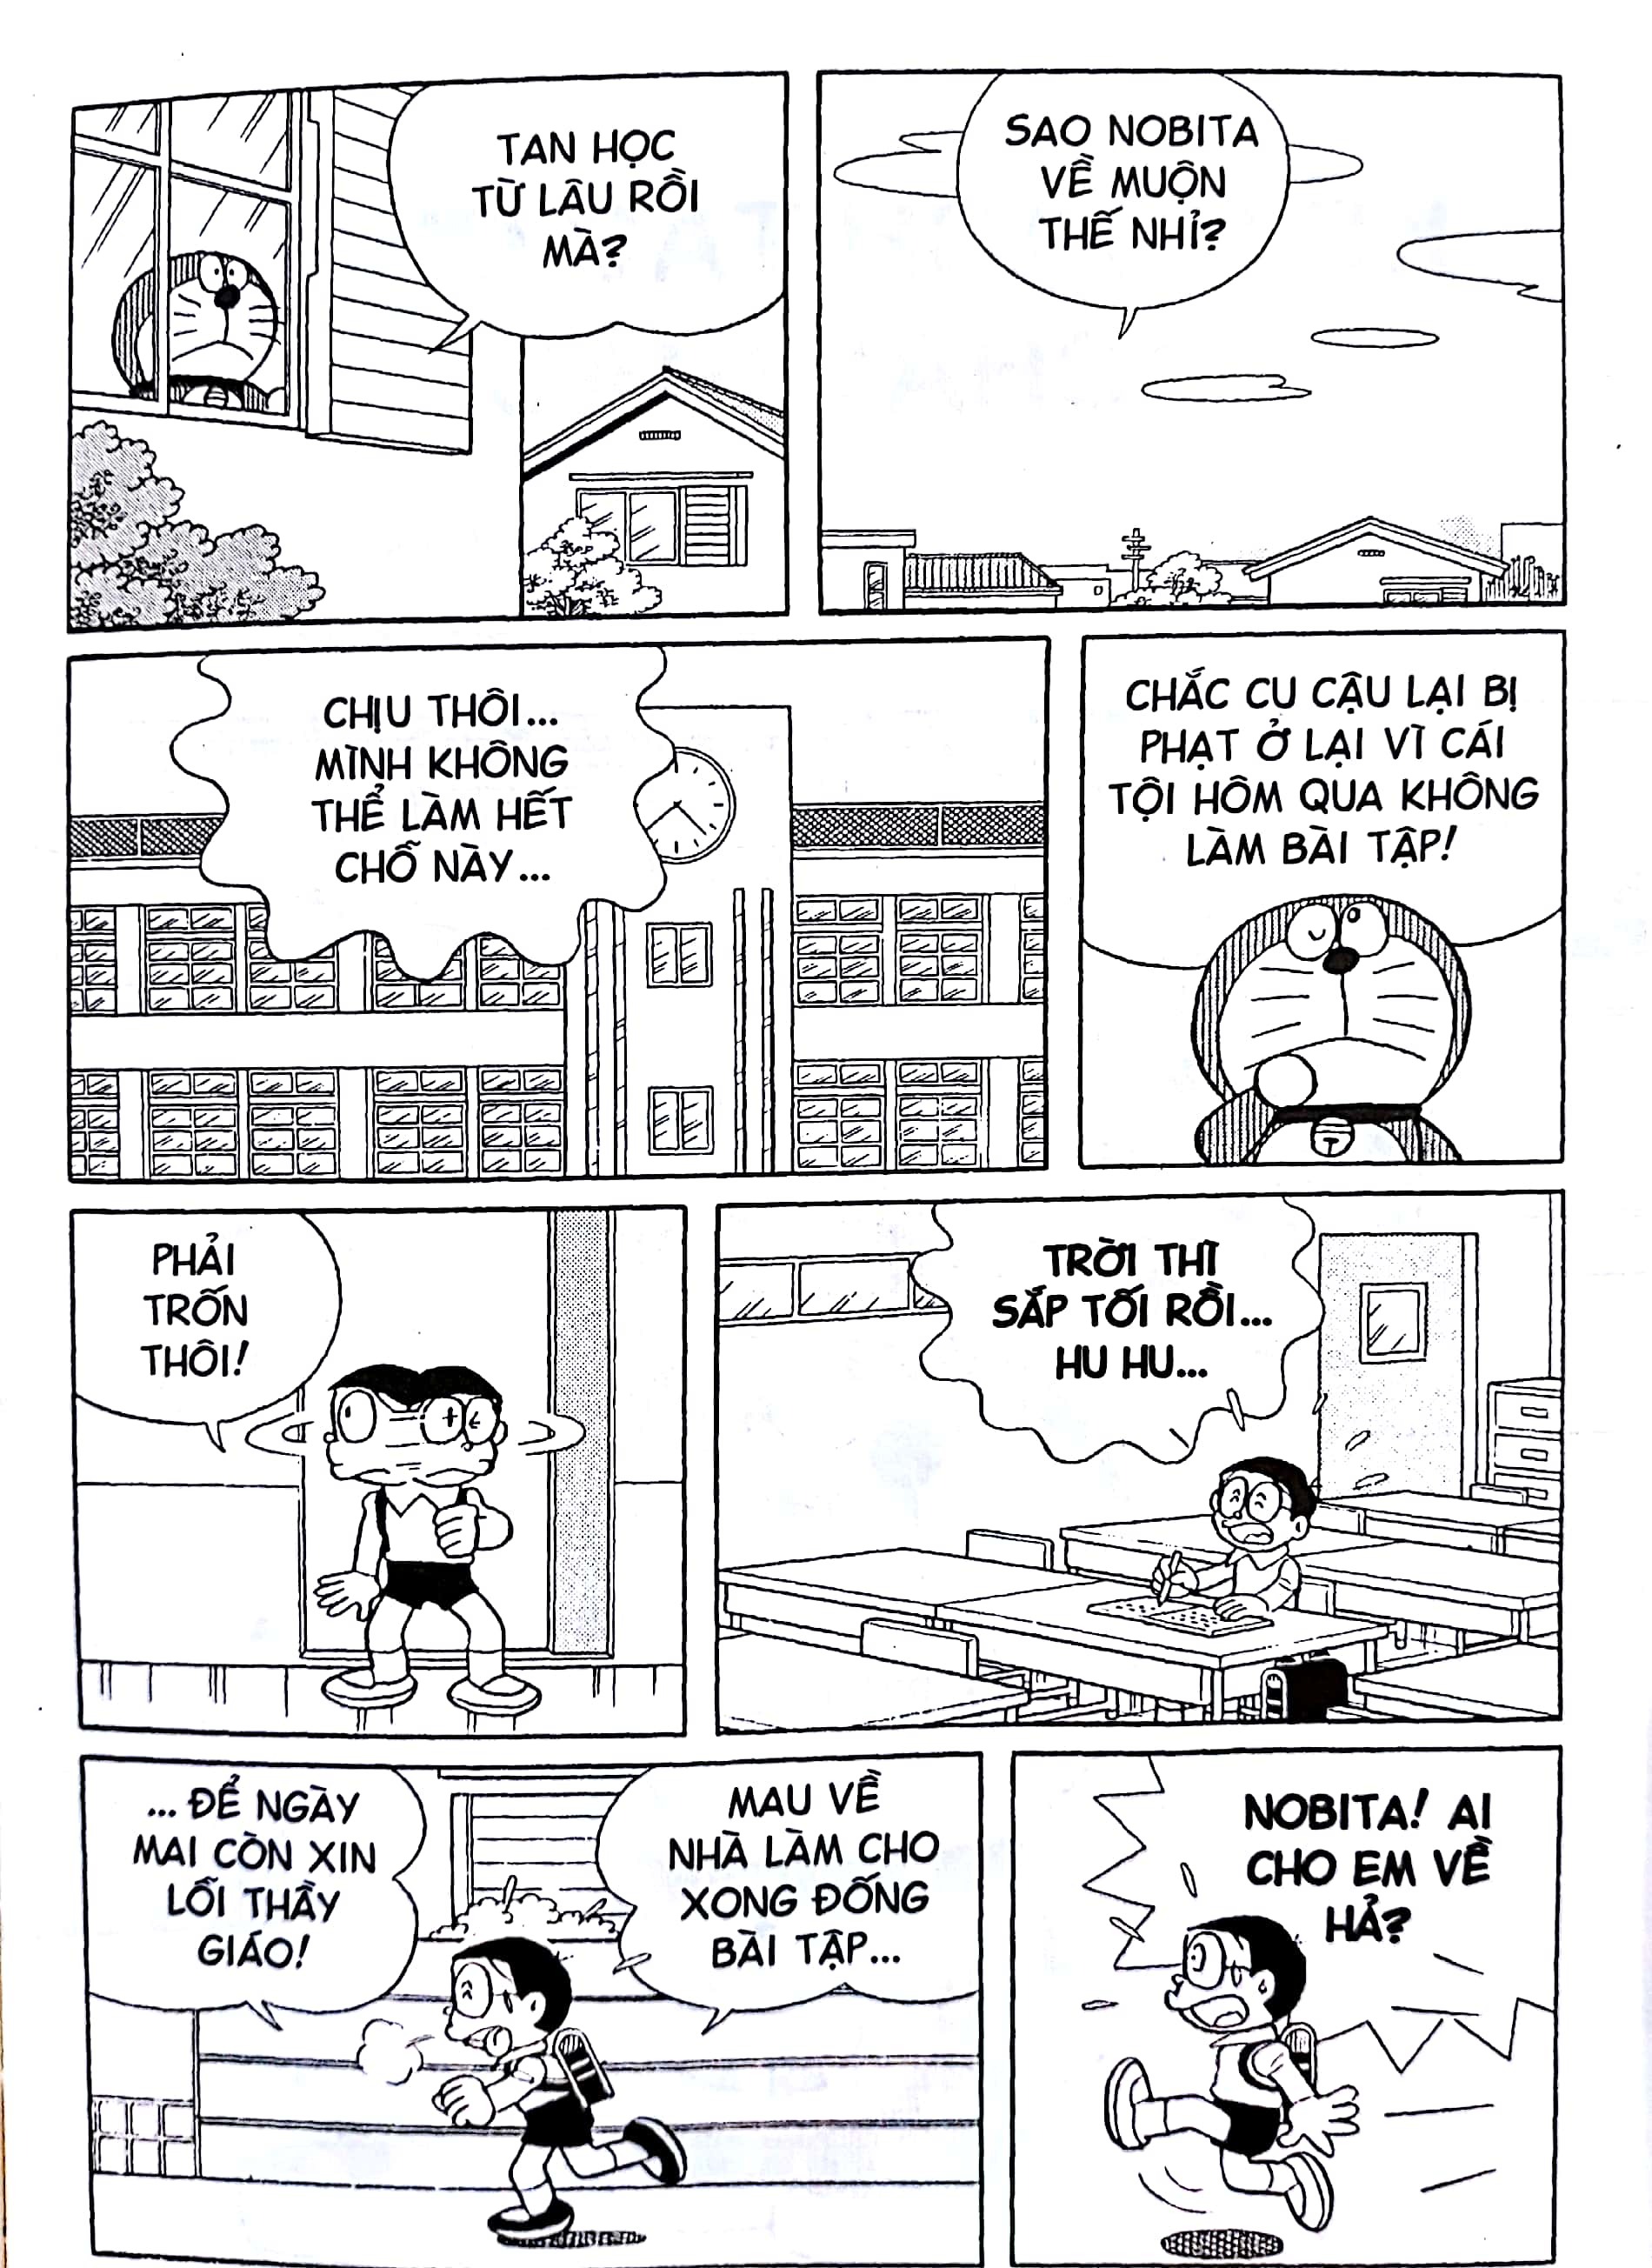 SAO NOBITA
VỀ MUỘN
THẾ NHỈ?
TAN HỌC
TỪ LÂU RỒI
MÀ?
CHẮC CU CẬU LẠI BỊ
PHẠT Ở LẠI VÌ CÁI
TỘI HÔM QUA KHÔNG
LÀM BÀI TẬP!
CHỊU THÔI...
MÌNH KHÔNG
THỂ LÀM HẾT
CHỖ NÀY...
TRỜI THÌ
SẮP TỐI RỒI...
HU HU...
PHẢI
TRỐN
THÔI!
NOBITA! AI
CHO EM VỀ
HẢ?
MAU VỀ
NHÀ LÀM CHO
XONG ĐỐNG
BÀI TẬP...
... ĐỂ NGÀY
MAI CÒN XIN
LỖI THẦY
GIÁO!